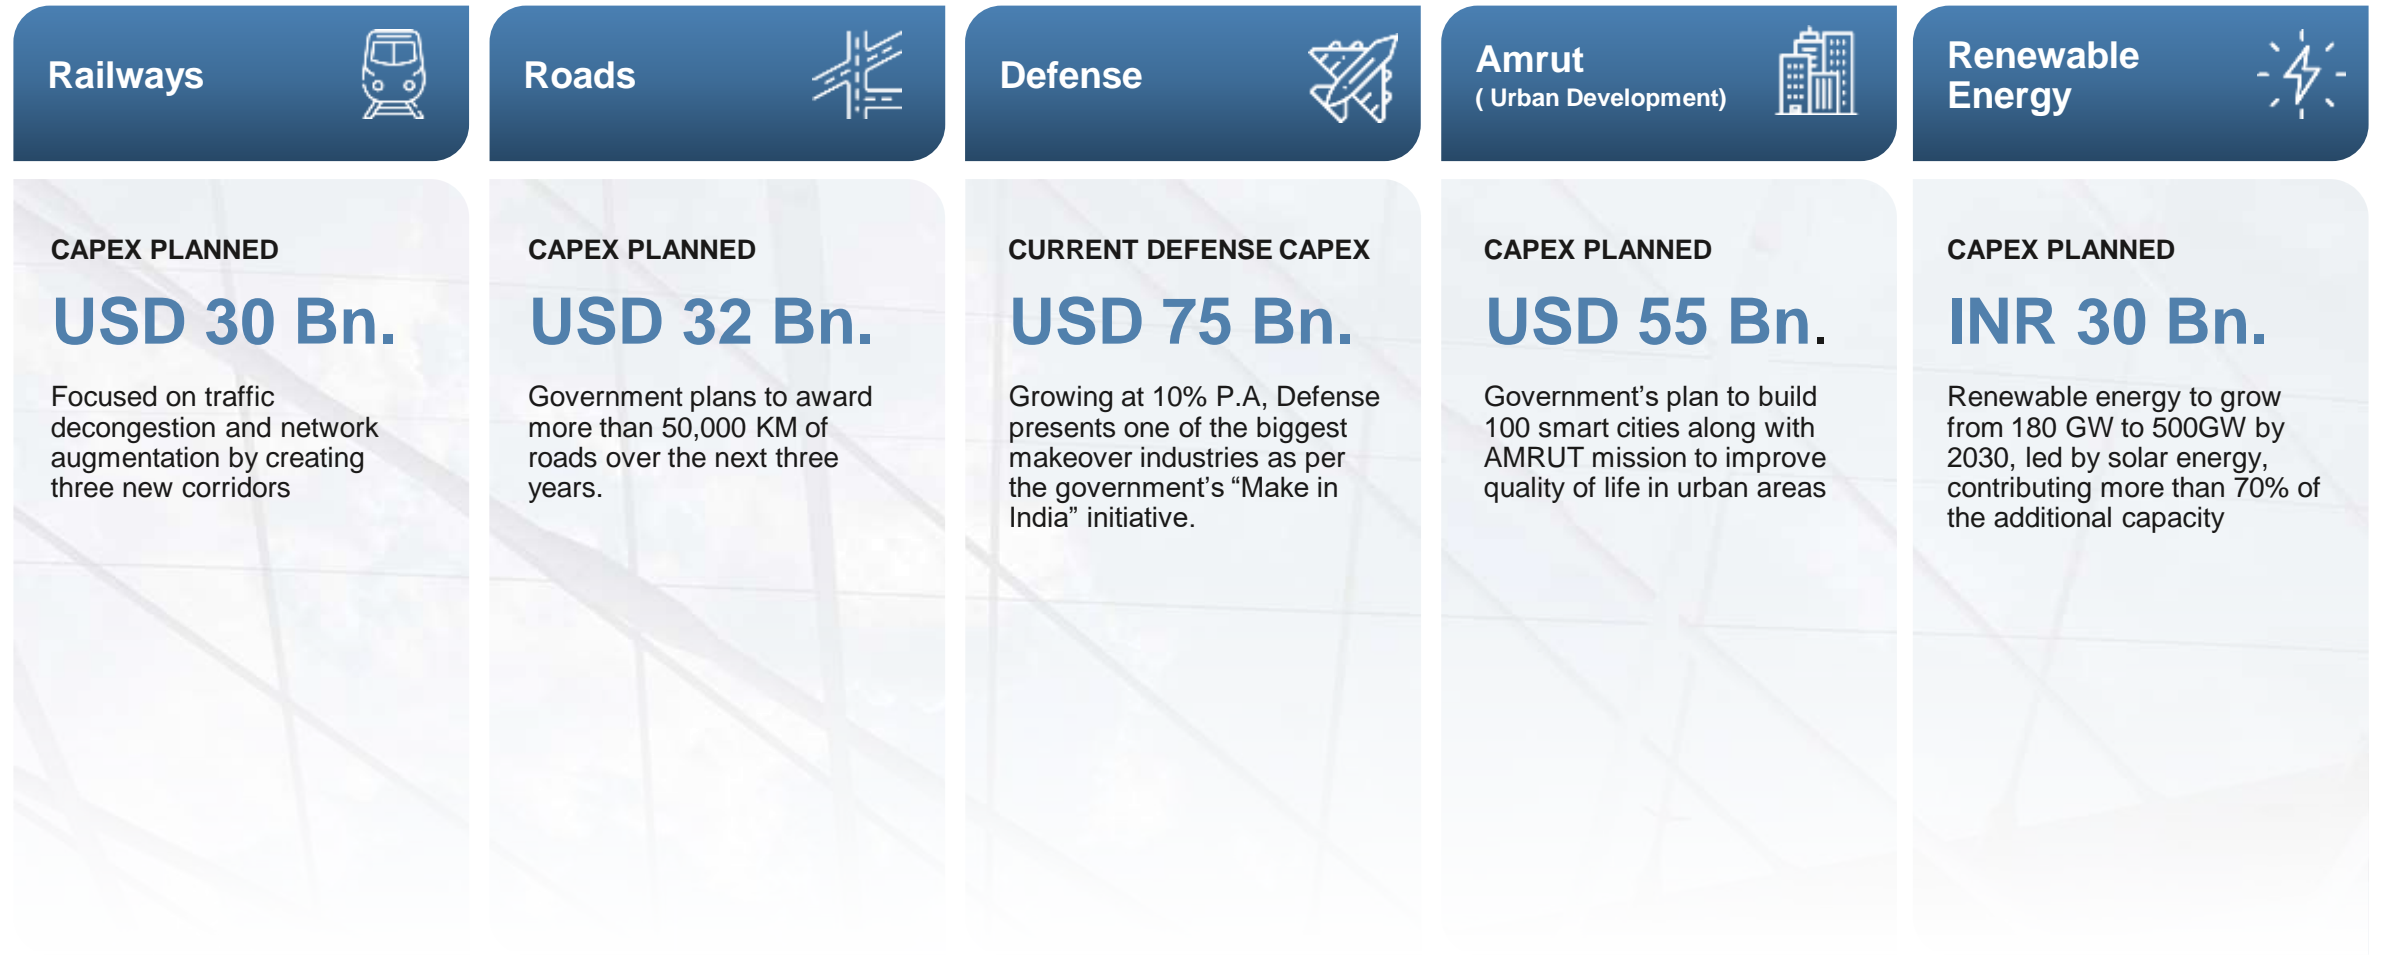 Railways
CAPEX PLANNED
USD 30 Bn.
Focused on traffic
decongestion and network
augmentation by creating
three new corridors
Roads
CAPEX PLANNED
USD 32 Bn.
Government plans to award
more than 50,000 KM of
roads over the next three
years.
Defense
CURRENT DEFENSE CAPEX
USD 75 Bn.
Growing at 10% P.A, Defense
presents one of the biggest
makeover industries as per
the government’s “Make in
India” initiative.
Amrut
( Urban Development)
CAPEX PLANNED
USD 55 Bn.
Government’s plan to build
100 smart cities along with
AMRUT mission to improve
quality of life in urban areas
Renewable
Energy
CAPEX PLANNED
INR 30 Bn.
Renewable energy to grow
from 180 GW to 500GW by
2030, led by solar energy,
contributing more than 70% of
the additional capacity